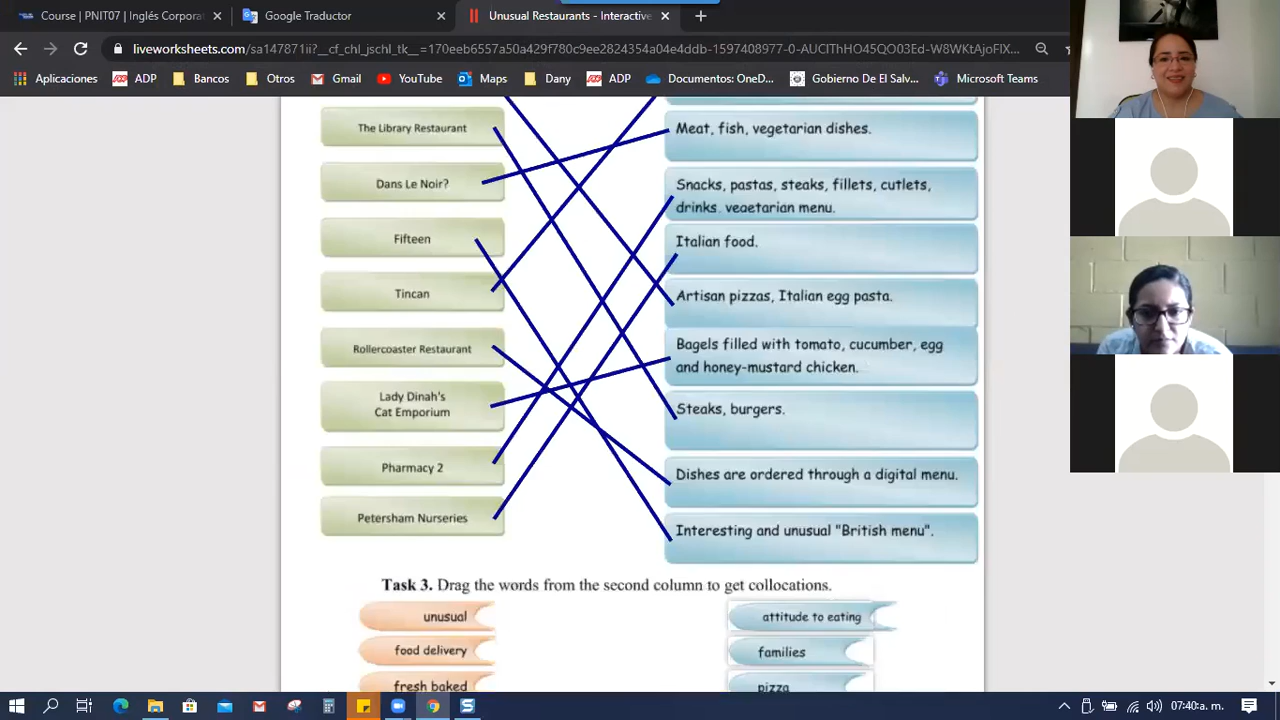 Course | PNIT07 | Inglés Corporat
Google Traductor
Unusual Restaurants - Interactive
liveworksheets.com/sa147871ii?__cf_chl_jschl_tk__=170eeb6557a50a429f780c9ee2824354a04e4ddb-1597408977-0-AUCIThHO45QO03Ed-W8WKtAjoFIX...
Aplicaciones
ADP
Bancos
Otros
Gmail
YouTube
Maps
Dany
ADP
Documentos: OneD...
Gobierno De El Salv...
Microsoft Teams
The Library Restaurant
Dans Le Noir?
Fifteen
Tincan
Rollercoaster Restaurant
Lady Dinah's
Cat Emporium
Pharmacy 2
Petersham Nurseries
Meat, fish, vegetarian dishes.
Snacks, pastas, steaks, fillets, cutlets,
drinks, vegetarian menu.
Italian food.
Artisan pizzas, Italian egg pasta.
Bagels filled with tomato, cucumber, egg
and honey-mustard chicken.
Steaks, burgers.
Dishes are ordered through a digital menu.
Interesting and unusual "British menu".
Task 3. Drag the words from the second column to get collocations.
unusual
food delivery
fresh baked
attitude to eating
families
pizza
07:40a. m.